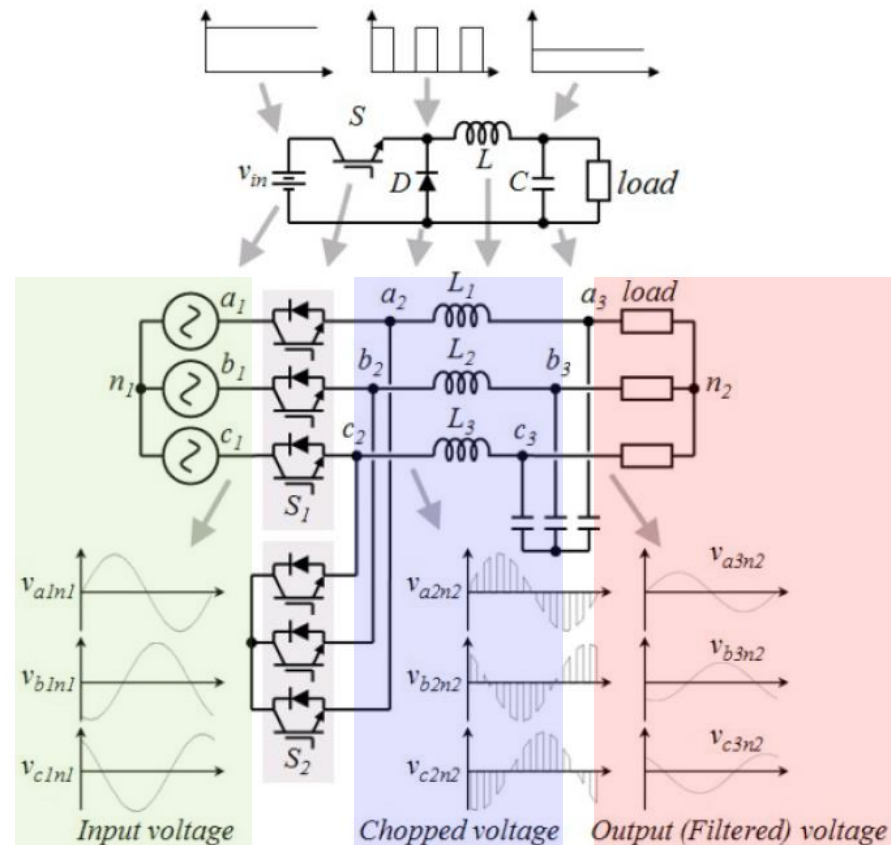 S
v_in
D
L
C
load
a_1
a_2
L_1
a_3
load
b_1
b_2
L_2
b_3
n_1
n_2
c_1
c_2
L_3
c_3
S_1
v_a1n1
v_a2n2
v_a3n2
v_b1n1
v_b2n2
v_b3n2
v_c1n1
S_2
v_c2n2
v_c3n2
Input voltage
Chopped voltage
Output (Filtered) voltage